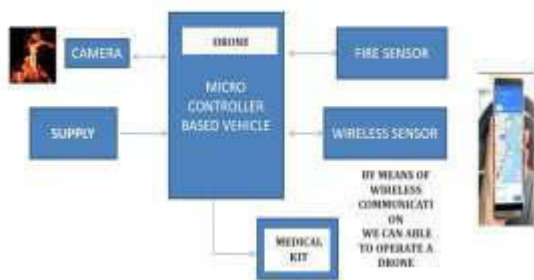 DRONE
CAMERA
FIRE SENSOR
MICRO
CONTROLLER
BASED VEHICLE
SUPPLY
WIRELESS SENSOR
BY MEANS OF
WIRELESS
COMMUNICATI
ON
WE CAN ABLE
TO OPERATE A
DRONE
MEDICAL
KIT